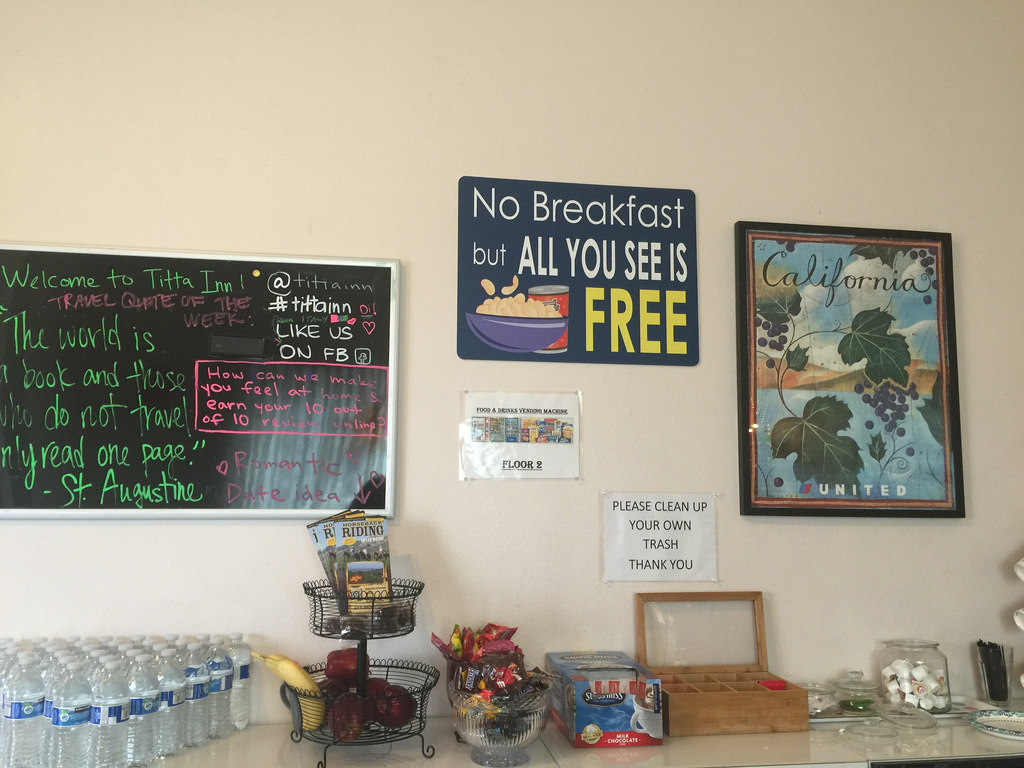 Welcome to Titta Inn!
TRAVEL QUOTE OF THE
WEEK:
"The world is
a book and those
who do not travel
only read one page."
- St. Augustine
@tittainn
#tittainn
LIKE US
ON FB
How can we make
you feel at home &
earn your 10 out
of 10 review online?
Romantic
Date idea
No Breakfast
but ALL YOU SEE IS
FREE
FOOD & DRINKS VENDING MACHINE
FLOOR 2
PLEASE CLEAN UP
YOUR OWN
TRASH
THANK YOU
California
UNITED
HORSEBACK
RIDING
SWISS MISS
MILK
CHOCOLATE